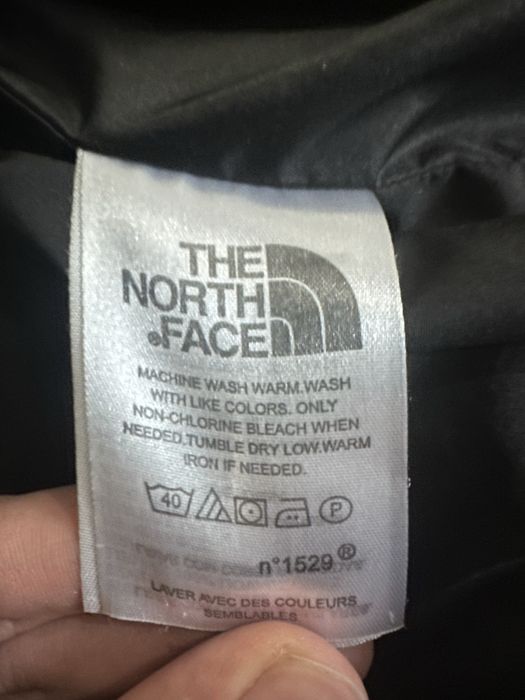 THE
NORTH
®FACE
MACHINE WASH WARM.WASH
WITH LIKE COLORS. ONLY
NON-CHLORINE BLEACH WHEN
NEEDED.TUMBLE DRY LOW.WARM
IRON IF NEEDED.
40 P
n°1529®
LAVER AVEC DES COULEURS
SEMBLABLES